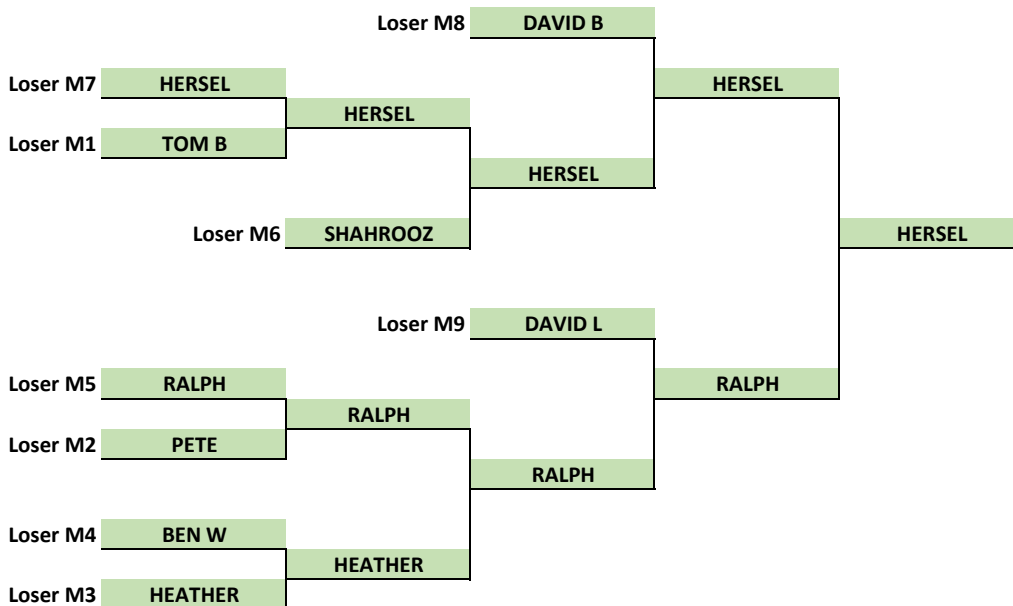 Loser M8 DAVID B
Loser M7 HERSEL HERSEL
HERSEL
Loser M1 TOM B
HERSEL
Loser M6 SHAHROOZ HERSEL
Loser M9 DAVID L
Loser M5 RALPH RALPH
RALPH
Loser M2 PETE
RALPH
Loser M4 BEN W
HEATHER
Loser M3 HEATHER